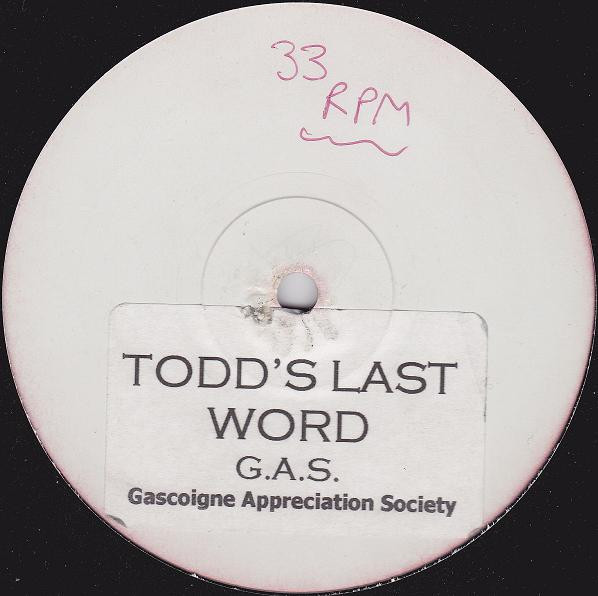 33
RPM
TODD'S LAST
WORD
G.A.S.
Gascoigne Appreciation Society